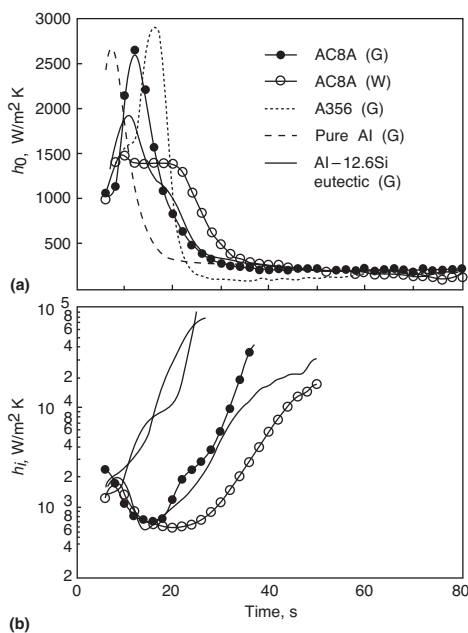 3000
2500
2000
1500
1000
500
h0, W/m2 K
AC8A (G)
AC8A (W)
A356 (G)
Pure Al (G)
Al–12.6Si
eutectic (G)
(a)
10 5
6
4
2
10 4
8
6
4
2
10 3
8
6
4
2
hi, W/m2 K
0 20 40 60 80
Time, s
(b)